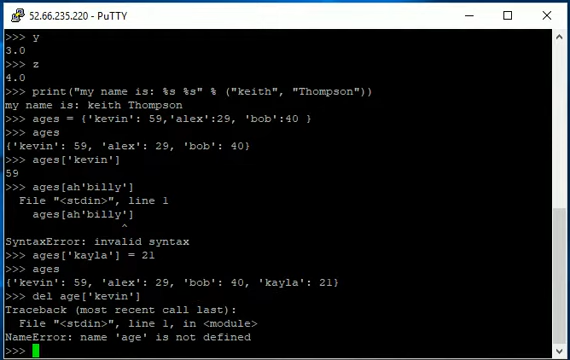 52.66.235.220 - PuTTY
>>> y
3.0
>>> z
4.0
>>> print("my name is: %s %s" % ("keith", "Thompson"))
my name is: keith Thompson
>>> ages = {'kevin': 59,'alex':29, 'bob':40 }
>>> ages
{'kevin': 59, 'alex': 29, 'bob': 40}
>>> ages['kevin']
59
>>> ages[ah'billy']
  File "<stdin>", line 1
    ages[ah'billy']
                  ^
SyntaxError: invalid syntax
>>> ages['kayla'] = 21
>>> ages
{'kevin': 59, 'alex': 29, 'bob': 40, 'kayla': 21}
>>> del age['kevin']
Traceback (most recent call last):
  File "<stdin>", line 1, in <module>
NameError: name 'age' is not defined
>>>